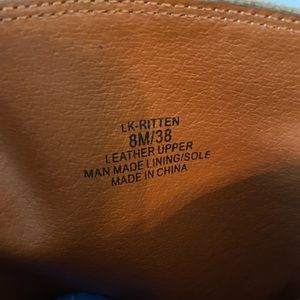 LK-RITTEN
8M/38
LEATHER UPPER
MAN MADE LINING/SOLE
MADE IN CHINA